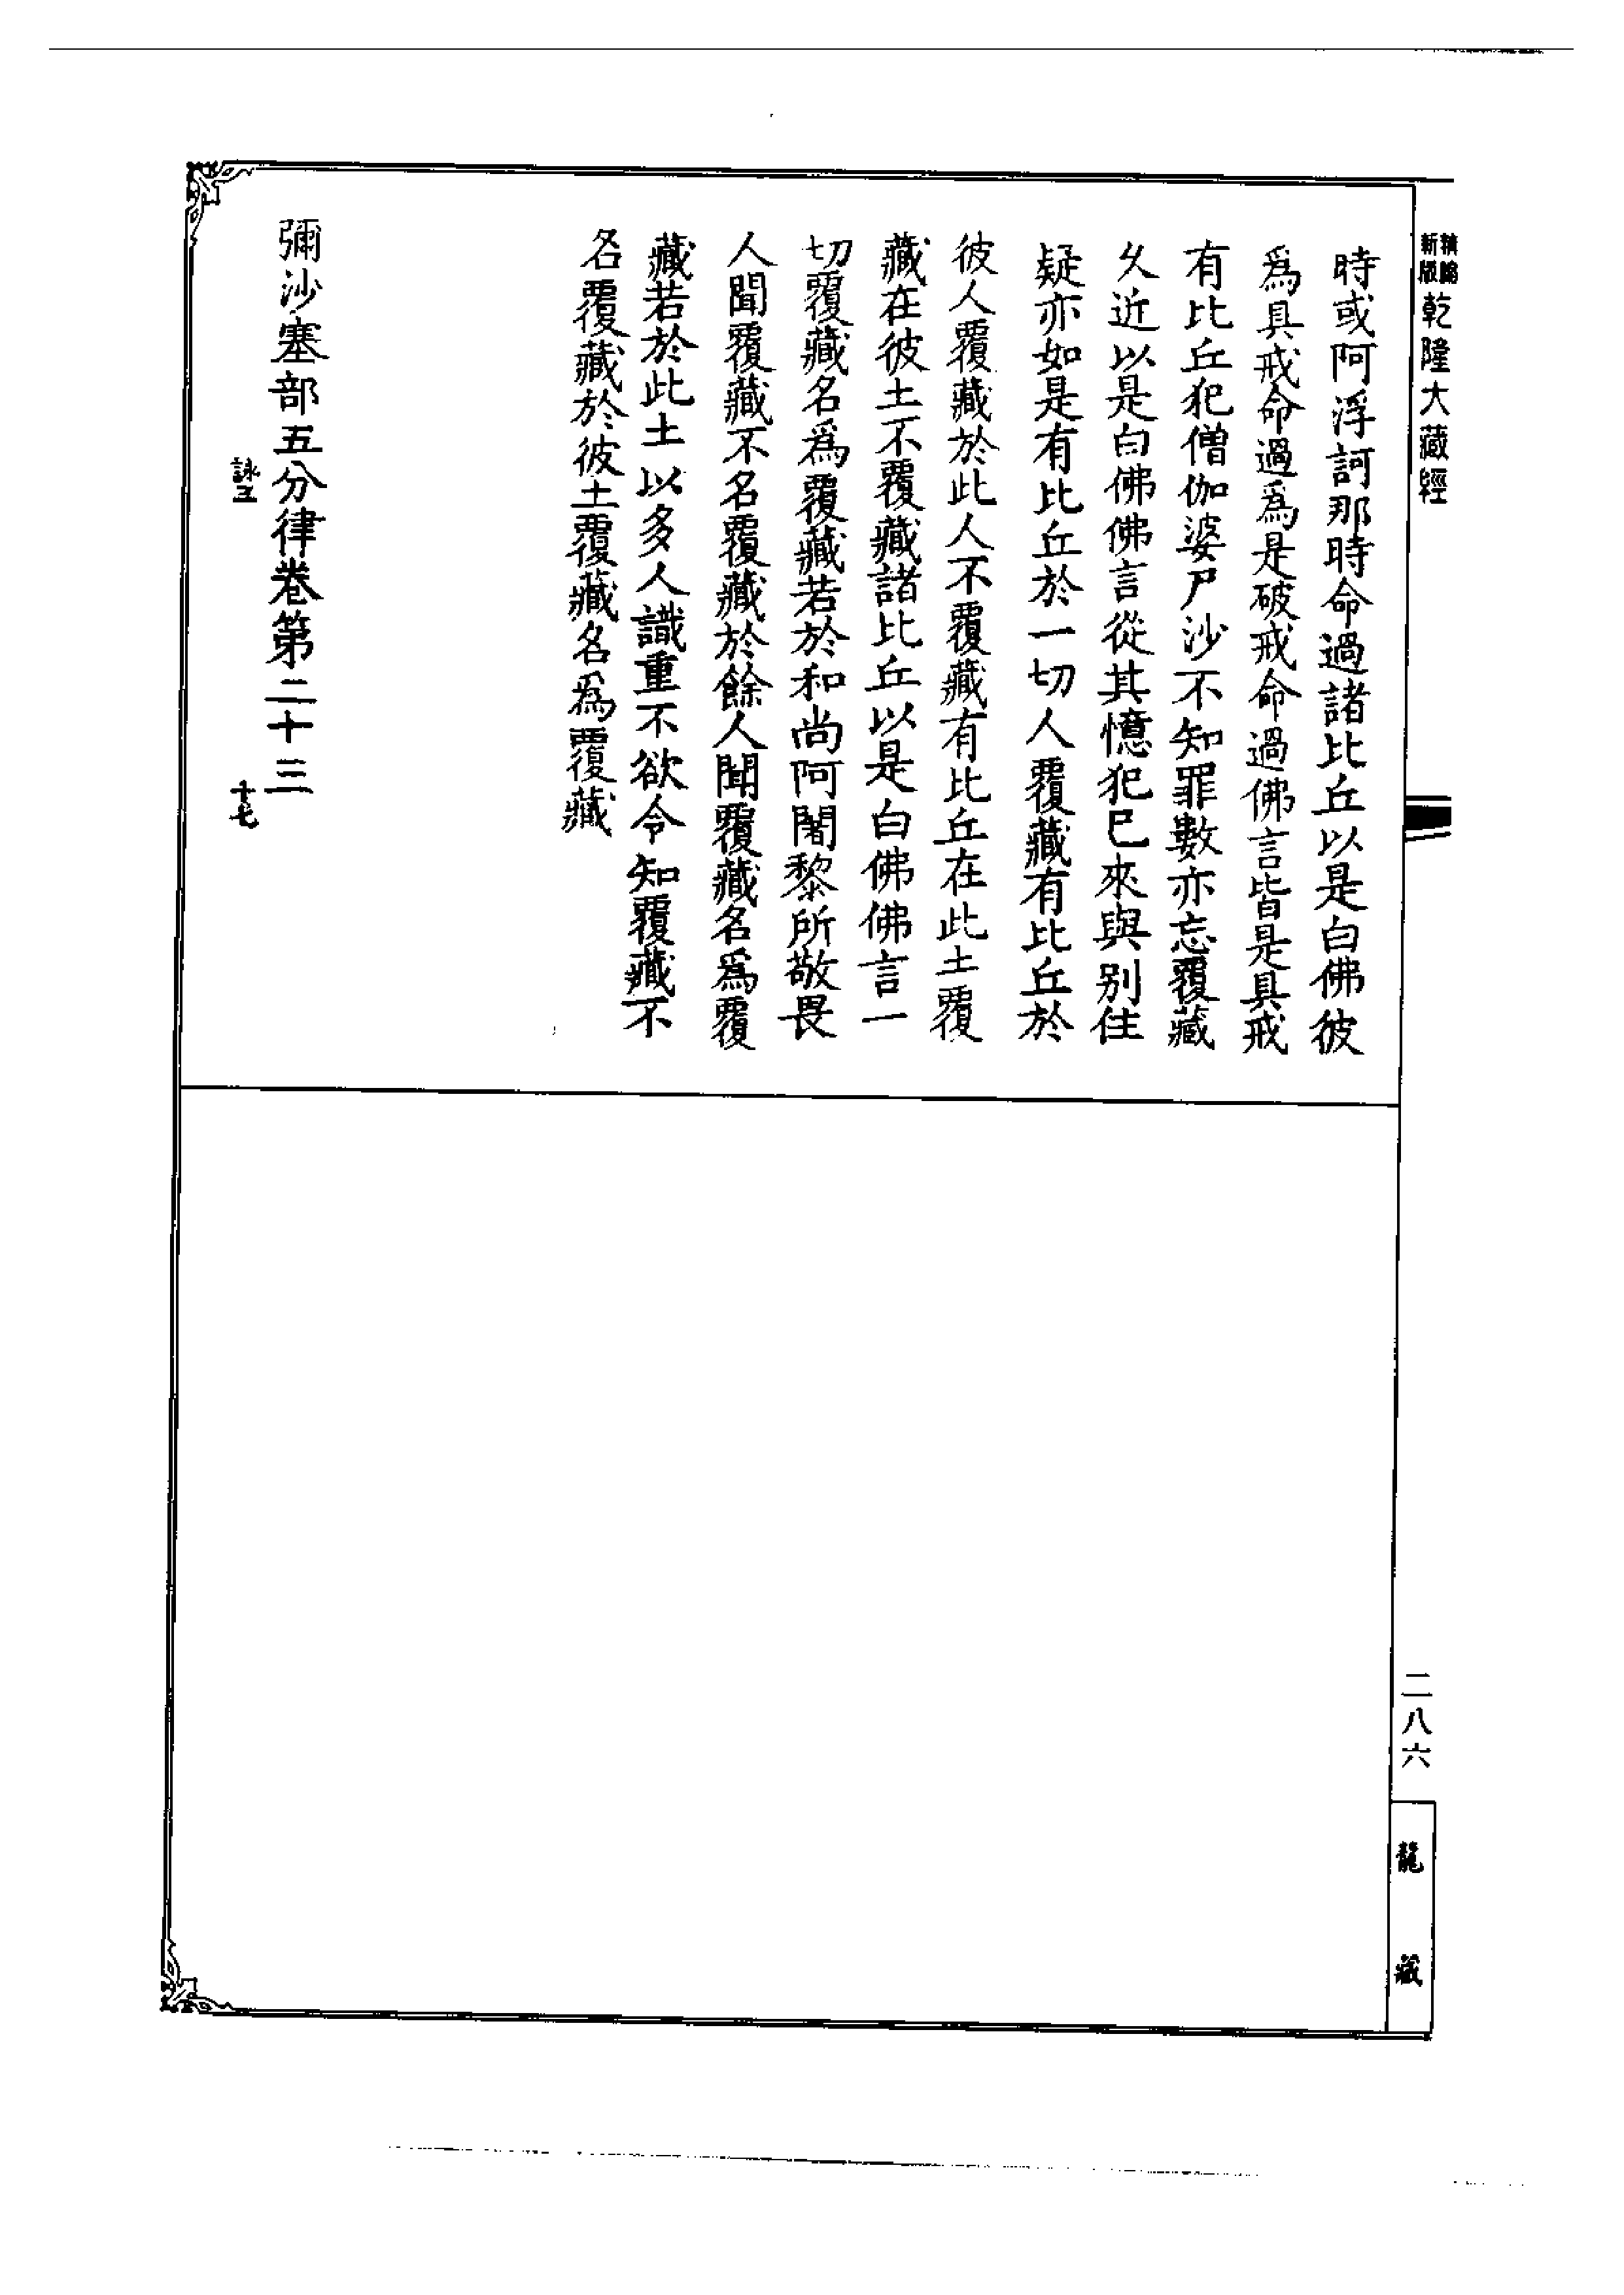 精縮
新版
乾隆大藏經
時或阿浮訶那時命過諸比丘以是白佛彼
爲具戒命過爲是破戒命過佛言皆是具戒
有比丘犯僧伽婆尸沙不知罪數亦忘覆藏
久近以是白佛佛言從其憶犯巳來與别住
疑亦如是有比丘於一切人覆藏有比丘於
彼人覆藏於此人不覆藏有比丘在此土覆
藏在彼土不覆藏諸比丘以是白佛佛言一
切覆藏名爲覆藏若於和尚阿闍黎所敬畏
人聞覆藏不名覆藏於餘人聞覆藏名爲覆
藏若於此土以多人識重不欲令知覆藏不
名覆藏於彼土覆藏名爲覆藏
彌沙塞部五分律卷第二十三
詠三
十七
二八六
龍藏